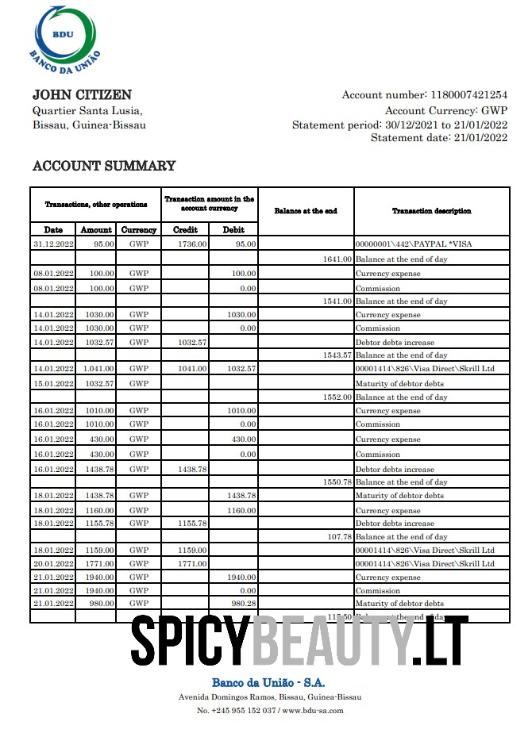 BDU
BANCO DA UNIÃO
JOHN CITIZEN
Quartier Santa Lusia,
Bissau, Guinea-Bissau
Account number: 1180007421254
Account Currency: GWP
Statement period: 30/12/2021 to 21/01/2022
Statement date: 21/01/2022
ACCOUNT SUMMARY
Transactions, other operations Transaction amount in the account currency Balance at the end Transaction description
Date Amount Currency Credit Debit
31.12.2022 95.00 GWP 1736.00 95.00 00000001\442\PAYPAL *VISA
1641.00 Balance at the end of day
08.01.2022 100.00 GWP 100.00 Currency expense
08.01.2022 100.00 GWP 0.00 Commission
1541.00 Balance at the end of day
14.01.2022 1030.00 GWP 1030.00 Currency expense
14.01.2022 1030.00 GWP 0.00 Commission
14.01.2022 1032.57 GWP 1032.57 Debtor debts increase
1543.57 Balance at the end of day
14.01.2022 1.041.00 GWP 1041.00 1032.57 00001414\826\Visa Direct\Skrill Ltd
15.01.2022 1032.57 GWP Maturity of debtor debts
1552.00 Balance at the end of day
16.01.2022 1010.00 GWP 1010.00 Currency expense
16.01.2022 1010.00 GWP 0.00 Commission
16.01.2022 430.00 GWP 430.00 Currency expense
16.01.2022 430.00 GWP 0.00 Commission
16.01.2022 1438.78 GWP 1438.78 Debtor debts increase
1550.78 Balance at the end of day
18.01.2022 1438.78 GWP 1438.78 Maturity of debtor debts
18.01.2022 1160.00 GWP 1160.00 Currency expense
18.01.2022 1155.78 GWP 1155.78 Debtor debts increase
107.78 Balance at the end of day
18.01.2022 1159.00 GWP 1159.00 00001414\826\Visa Direct\Skrill Ltd
20.01.2022 1771.00 GWP 1771.00 00001414\826\Visa Direct\Skrill Ltd
21.01.2022 1940.00 GWP 1940.00 Currency expense
21.01.2022 1940.00 GWP 0.00 Commission
21.01.2022 980.00 GWP 980.28 Maturity of debtor debts
Balance at the end of day
SPICYBEAUTY.LT
Banco da União - S.A.
Avenida Domingos Ramos, Bissau, Guinea-Bissau
No. +245 955 152 037 / www.bdu-sa.com